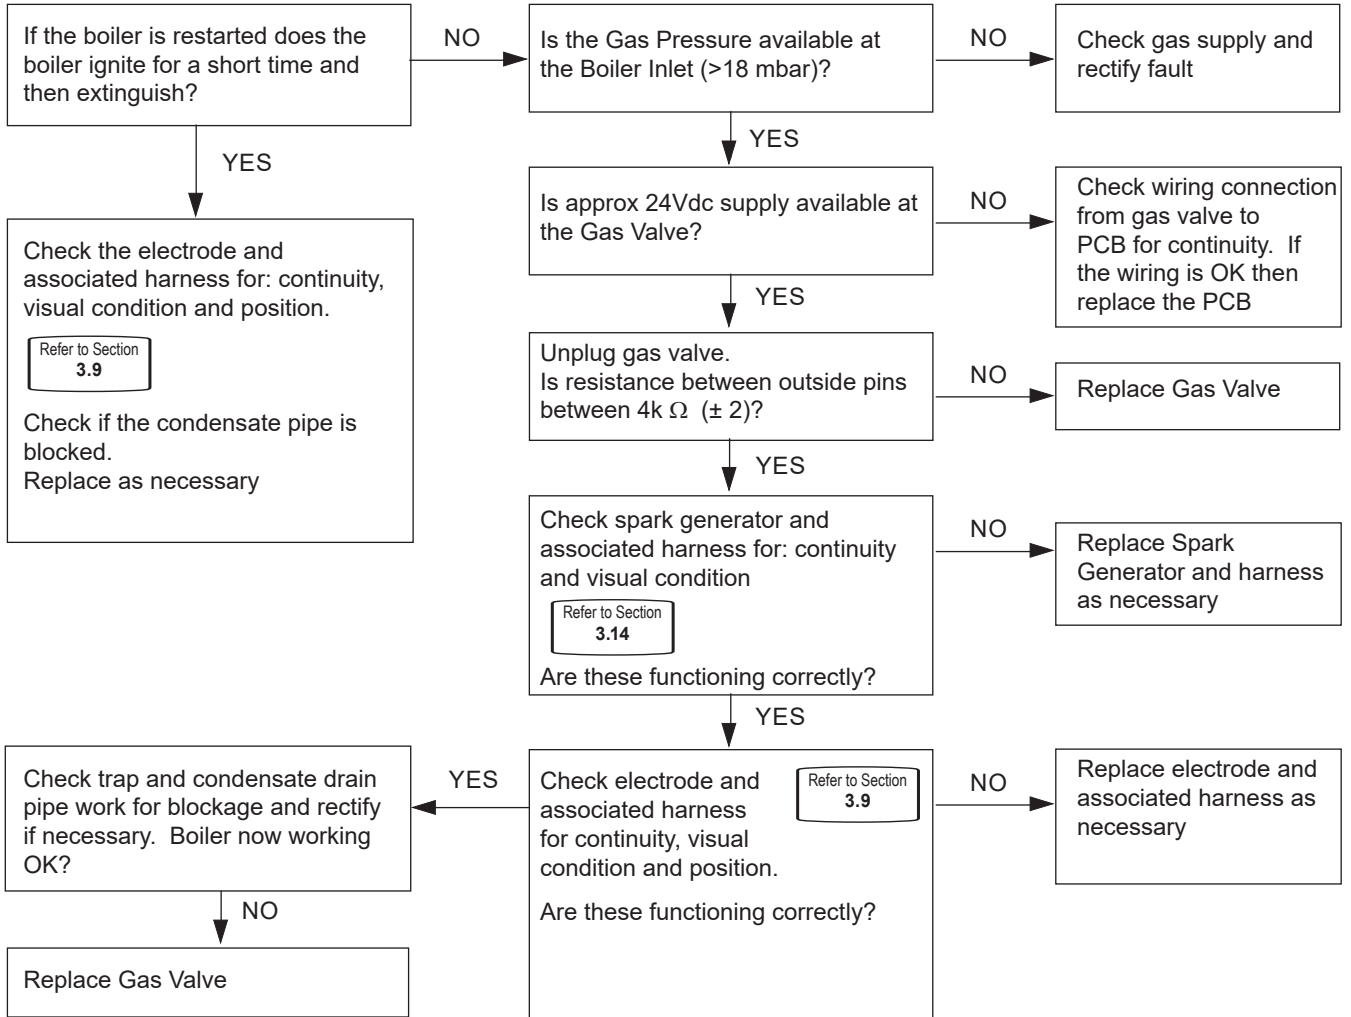 If the boiler is restarted does the
boiler ignite for a short time and
then extinguish?
NO
Is the Gas Pressure available at
the Boiler Inlet (>18 mbar)?
NO
Check gas supply and
rectify fault
YES
YES
Check the electrode and
associated harness for: continuity,
visual condition and position.
Refer to Section
3.9
Check if the condensate pipe is
blocked.
Replace as necessary
Is approx 24Vdc supply available at
the Gas Valve?
NO
Check wiring connection
from gas valve to
PCB for continuity.  If
the wiring is OK then
replace the PCB
YES
Unplug gas valve.
Is resistance between outside pins
between 4k Ω  (± 2)?
NO
Replace Gas Valve
YES
Check spark generator and
associated harness for: continuity
and visual condition
Refer to Section
3.14
Are these functioning correctly?
NO
Replace Spark
Generator and harness
as necessary
YES
Check electrode and
associated harness
for continuity, visual
condition and position.
Refer to Section
3.9
Are these functioning correctly?
NO
Replace electrode and
associated harness as
necessary
YES
Check trap and condensate drain
pipe work for blockage and rectify
if necessary.  Boiler now working
OK?
NO
Replace Gas Valve